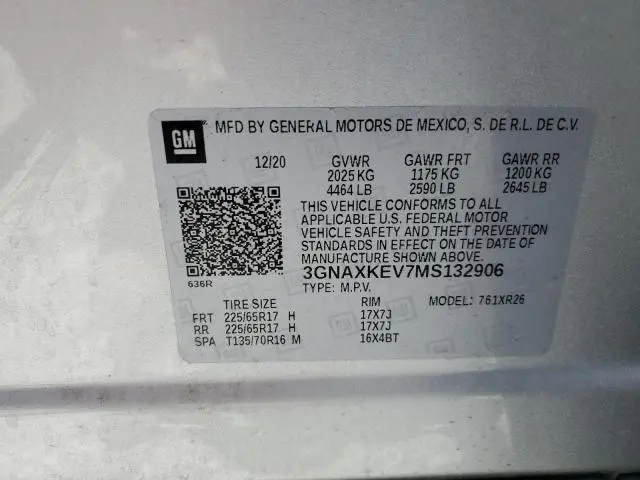 GM MFD BY GENERAL MOTORS DE MEXICO, S. DE R.L. DE C.V.
12/20 GVWR GAWR FRT GAWR RR
2025 KG 1175 KG 1200 KG
4464 LB 2590 LB 2645 LB
THIS VEHICLE CONFORMS TO ALL
APPLICABLE U.S. FEDERAL MOTOR
VEHICLE SAFETY AND THEFT PREVENTION
STANDARDS IN EFFECT ON THE DATE OF
MANUFACTURE SHOWN ABOVE.
3GNAXKEV7MS132906
636R TYPE: M.P.V.
TIRE SIZE RIM MODEL: 761XR26
FRT 225/65R17 H 17X7J
RR 225/65R17 H 17X7J
SPA T135/70R16 M 16X4BT